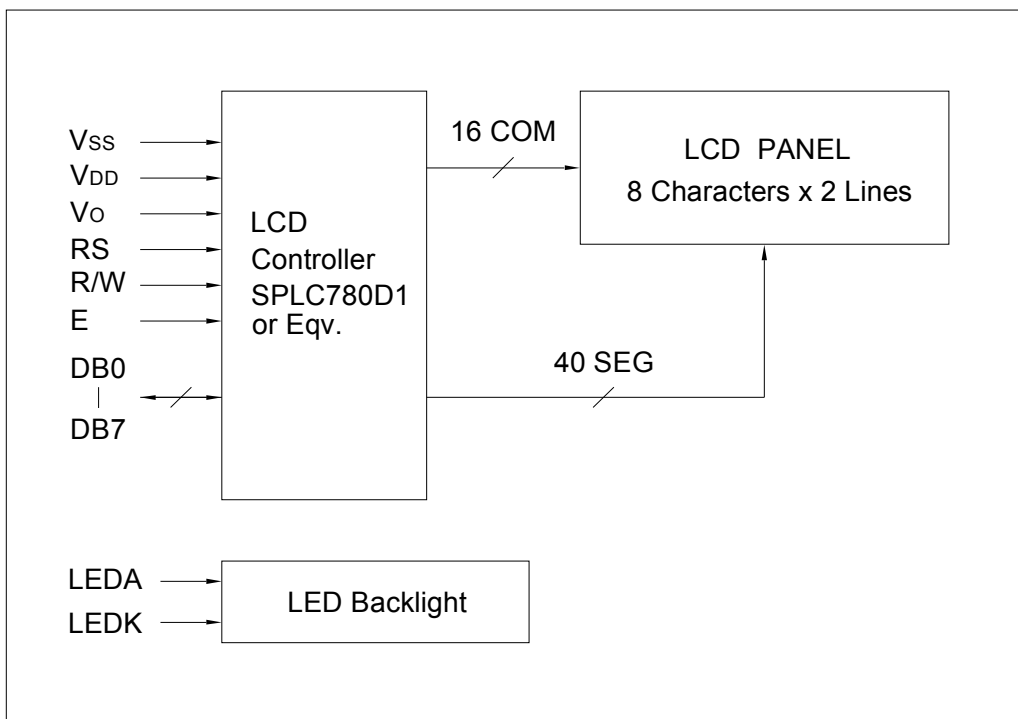 VSS
VDD
VO
RS
R/W
E
DB0
DB7
LCD
Controller
SPLC780D1
or Eqv.
16 COM
40 SEG
LCD PANEL
8 Characters x 2 Lines
LEDA
LEDK
LED Backlight